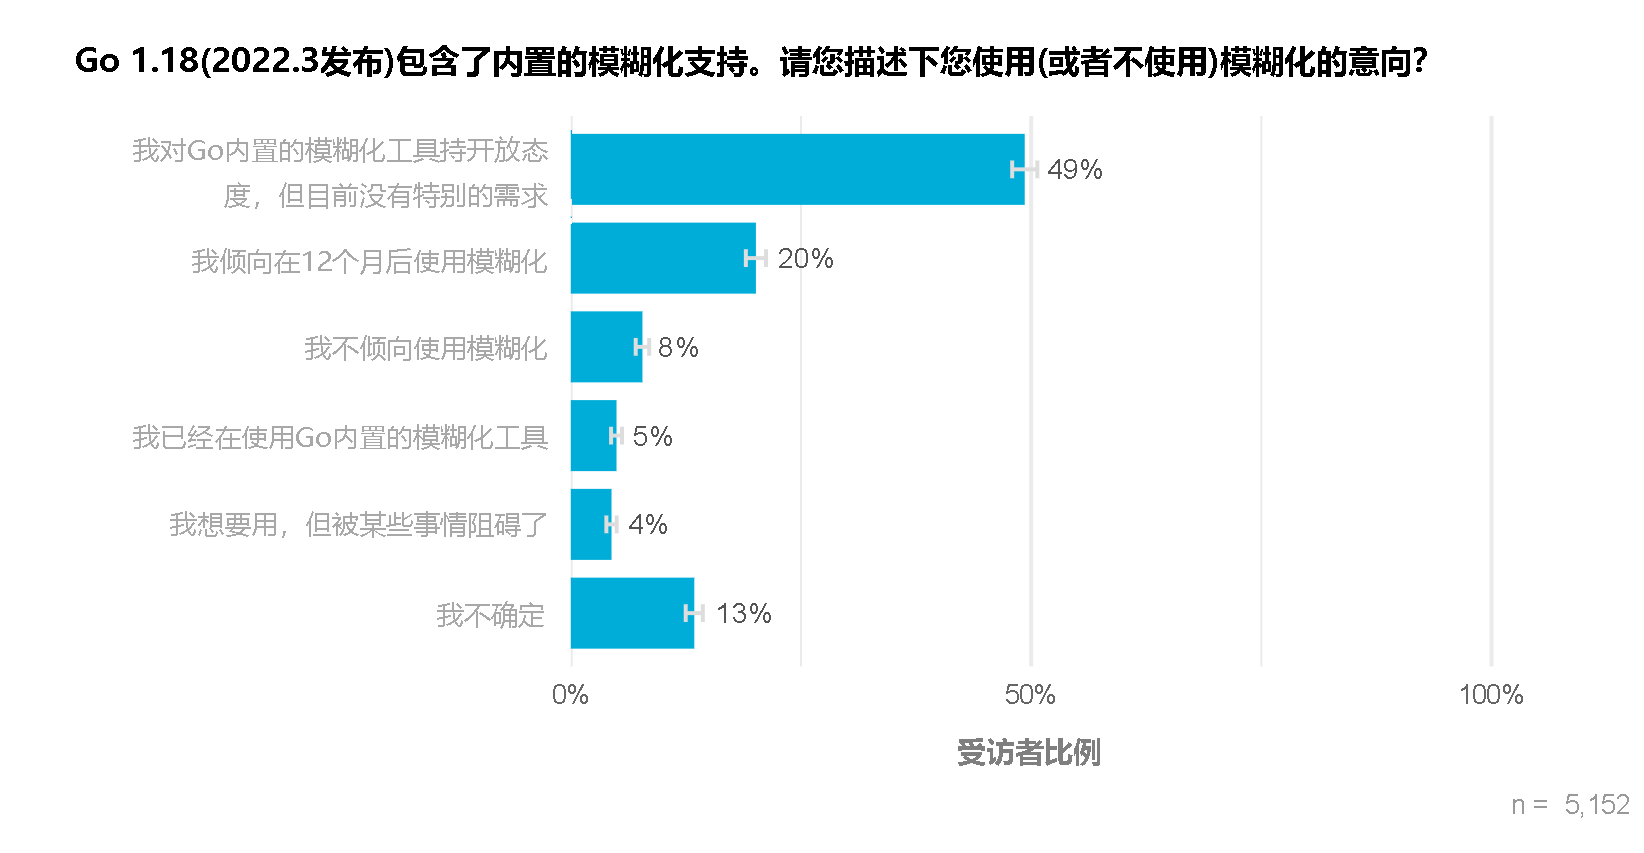 Go 1.18(2022.3发布)包含了内置的模糊化支持。请您描述下您使用(或者不使用)模糊化的意向?
我对Go内置的模糊化工具持开放态
度，但目前没有特别的需求
49%
我倾向在12个月后使用模糊化
20%
我不倾向使用模糊化
8%
我已经在使用Go内置的模糊化工具
5%
我想要用，但被某些事情阻碍了
4%
我不确定
13%
0%
50%
100%
受访者比例
n = 5,152